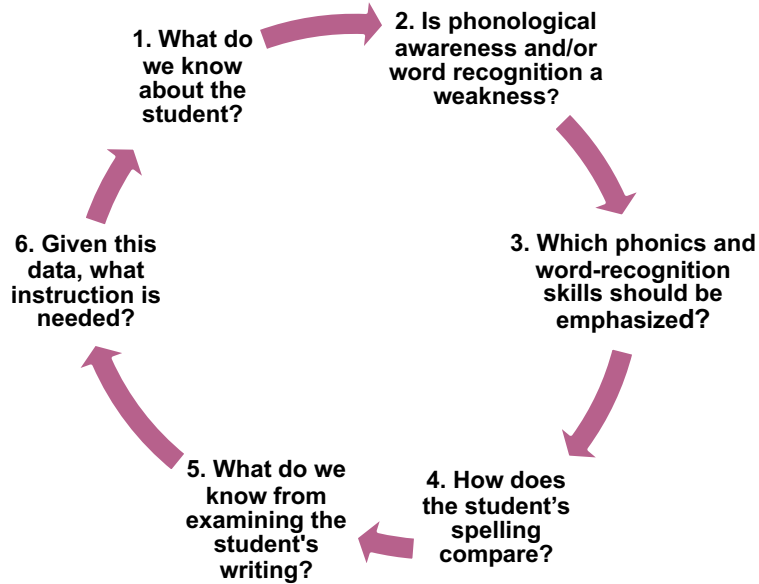 1. What do
we know
about the
student?
2. Is phonological
awareness and/or
word recognition a
weakness?
3. Which phonics and
word-recognition
skills should be
emphasized?
4. How does
the student’s
spelling
compare?
5. What do we
know from
examining the
student's
writing?
6. Given this
data, what
instruction is
needed?